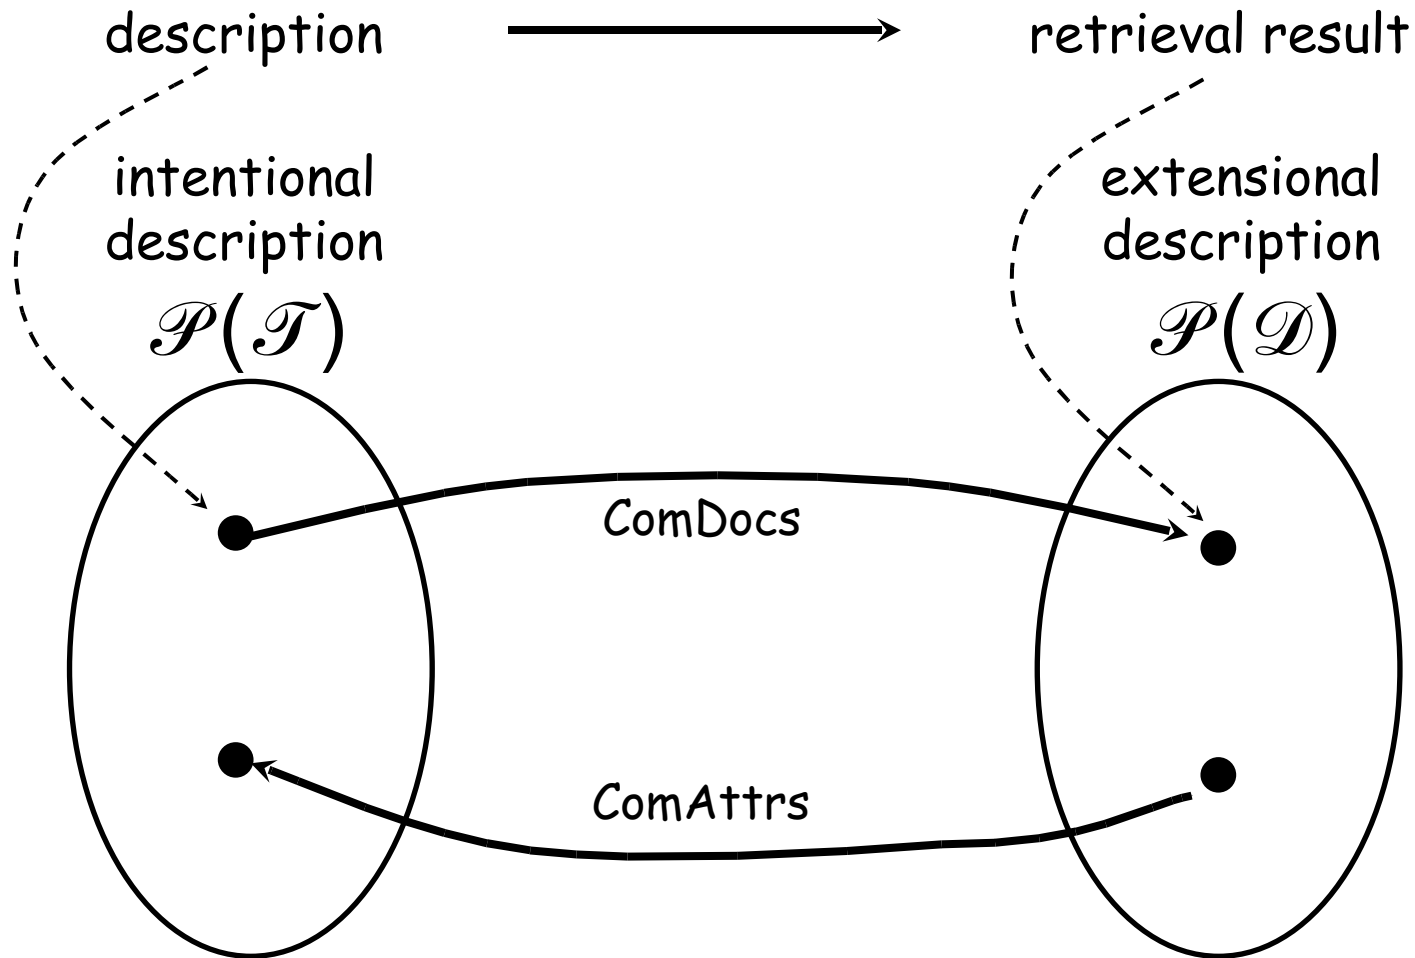 description
retrieval result
intentional
description
extensional
description
𝒫(𝒯)
𝒫(𝒟)
ComDocs
ComAttrs